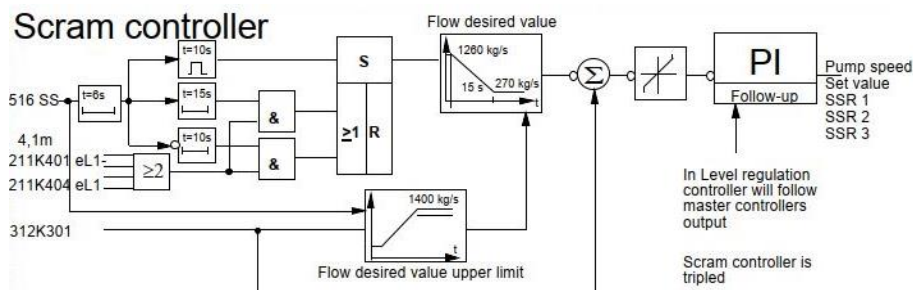 Scram controller
Flow desired value
t=10s
1260 kg/s
15 s
270 kg/s
t
S
516 SS
t=6s
t=15s
&
≥1
R
Σ
PI
Follow-up
Pump speed
Set value
SSR 1
SSR 2
SSR 3
4,1m
t=10s
&
211K401 eL1-
≥2
211K404 eL1
312K301
1400 kg/s
t
Flow desired value upper limit
In Level regulation
controller will follow
master controllers
output
Scram controller is
tripled